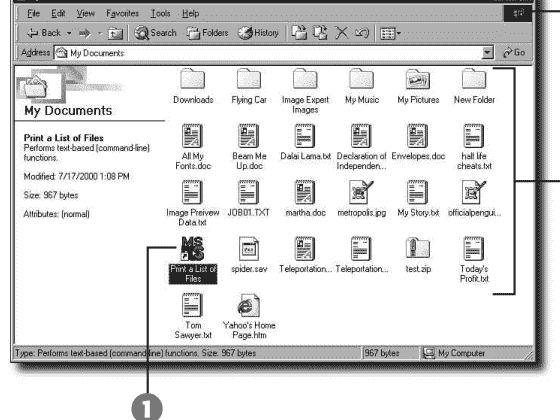 File Edit View Favorites Tools Help
Back Search Folders History
Address My Documents Go
My Documents
Print a List of Files
Performs text-based (command-line)
functions.
Modified: 7/17/2000 1:08 PM
Size: 967 bytes
Attributes: (normal)
Downloads Flying Car Image Expert My Music My Pictures New Folder
Images
All My Beam Me Dalai Lama.txt Declaration of Envelopes.doc half life
Fonts.doc Up.doc Independen... cheats.txt
Image Preivew JOB01.TXT martha.doc metropolis.jpg My Story.txt officialpengui...
Data.txt
MS
Print a List of spider.sav Teleportation... Teleportation... test.zip Today's
Files Profit.txt
Tom Yahoo's Home
Sawyer.txt Page.htm
Type: Performs text-based (command-line) functions. Size: 967 bytes 967 bytes My Computer
1